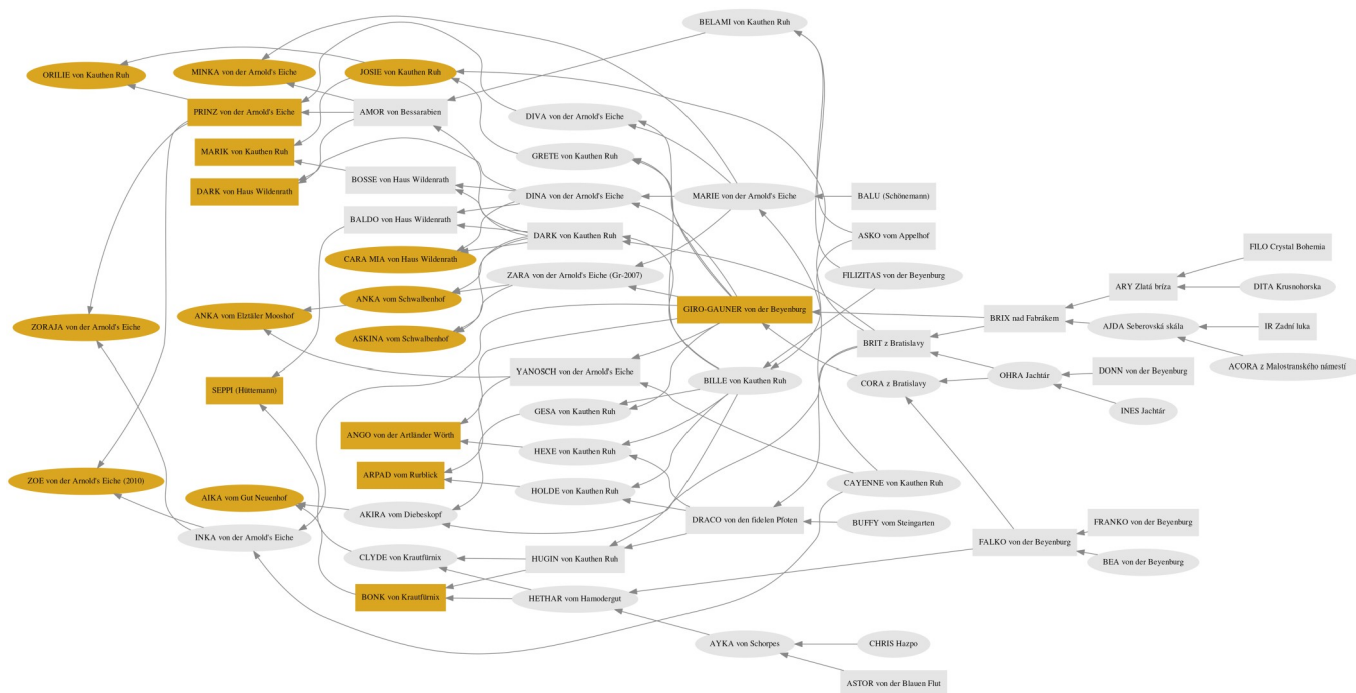 BELAMI von Kauthen Ruh
ORILIE von Kauthen Ruh
MINKA von der Arnold's Eiche
JOSIE von Kauthen Ruh
PRINZ von der Arnold's Eiche
AMOR von Bessarabien
DIVA von der Arnold's Eiche
MARIK von Kauthen Ruh
GRETE von Kauthen Ruh
BOSSE von Haus Wildenrath
DARK von Haus Wildenrath
DINA von der Arnold's Eiche
MARIE von der Arnold's Eiche
BALU (Schönemann)
BALDO von Haus Wildenrath
DARK von Kauthen Ruh
ASKO vom Appelhof
FILO Crystal Bohemia
CARA MIA von Haus Wildenrath
ZARA von der Arnold's Eiche (Gr-2007)
FILIZITAS von der Beyenburg
ARY Zlatá bríza
DITA Krusnohorska
ANKA vom Schwalbenhof
ANKA vom Elztäler Mooshof
GIRO-GAUNER von der Beyenburg
BRIX nad Fabrákem
ZORAJA von der Arnold's Eiche
AJDA Seberovská skála
IR Zadní luka
ASKINA vom Schwalbenhof
BRIT z Bratislavy
ACORA z Malostranského námestí
YANOSCH von der Arnold's Eiche
BILLE von Kauthen Ruh
OHRA Jachtár
DONN von der Beyenburg
SEPPI (Hüttemann)
CORA z Bratislavy
GESA von Kauthen Ruh
INES Jachtár
ANGO von der Artländer Wörth
HEXE von Kauthen Ruh
ARPAD vom Rurblick
ZOE von der Arnold's Eiche (2010)
HOLDE von Kauthen Ruh
CAYENNE von Kauthen Ruh
AIKA vom Gut Neuenhof
AKIRA vom Diebeskopf
DRACO von den fidelen Pfoten
BUFFY vom Steingarten
FRANKO von der Beyenburg
INKA von der Arnold's Eiche
FALKO von der Beyenburg
CLYDE von Krautfürnix
HUGIN von Kauthen Ruh
BEA von der Beyenburg
BONK von Krautfürnix
HETHAR vom Hamodergut
AYKA von Schorpes
CHRIS Hazpo
ASTOR von der Blauen Flut